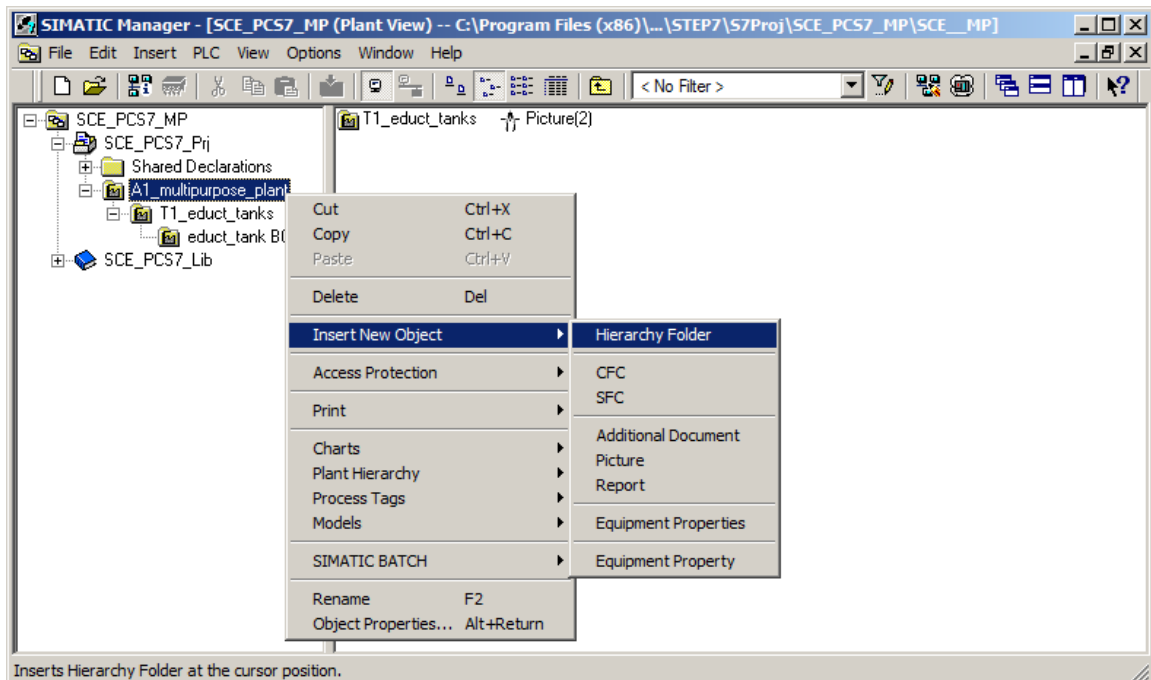 SIMATIC Manager - [SCE_PCS7_MP (Plant View) -- C:\Program Files (x86)\...\STEP7\S7Proj\SCE_PCS7_MP\SCE__MP]
File Edit Insert PLC View Options Window Help
< No Filter >
SCE_PCS7_MP
SCE_PCS7_Prj
Shared Declarations
A1_multipurpose_plant
T1_educt_tanks
educt_tank B0
SCE_PCS7_Lib
T1_educt_tanks Picture(2)
Cut Ctrl+X
Copy Ctrl+C
Paste Ctrl+V
Delete Del
Insert New Object
Access Protection
Print
Charts
Plant Hierarchy
Process Tags
Models
SIMATIC BATCH
Rename F2
Object Properties... Alt+Return
Hierarchy Folder
CFC
SFC
Additional Document
Picture
Report
Equipment Properties
Equipment Property
Inserts Hierarchy Folder at the cursor position.